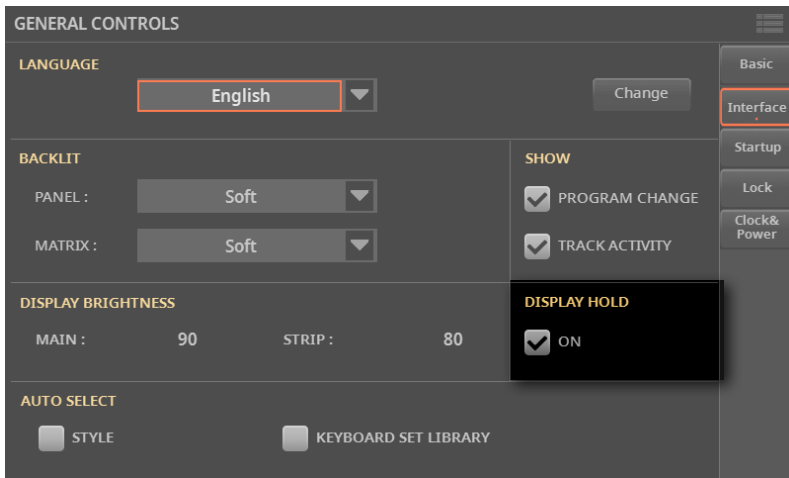 GENERAL CONTROLS
LANGUAGE
English
Change
BACKLIT
PANEL :
Soft
MATRIX :
Soft
SHOW
PROGRAM CHANGE
TRACK ACTIVITY
DISPLAY BRIGHTNESS
MAIN :
90
STRIP :
80
DISPLAY HOLD
ON
AUTO SELECT
STYLE
KEYBOARD SET LIBRARY
Basic
Interface
Startup
Lock
Clock&
Power